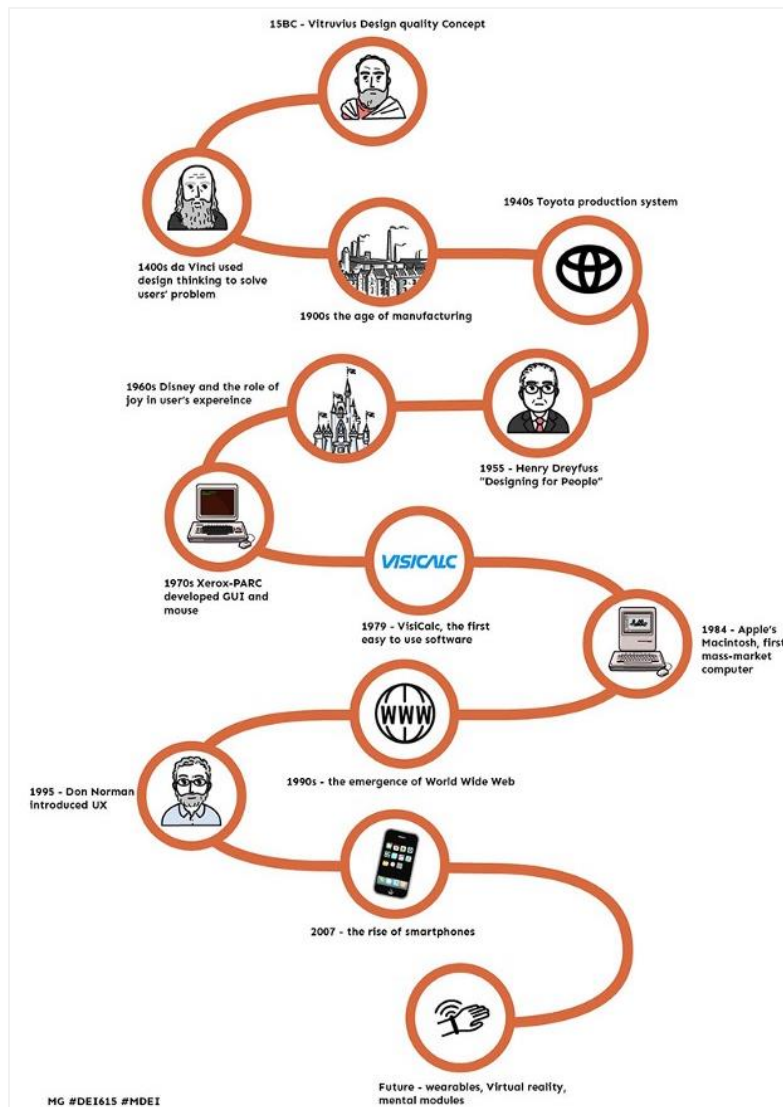 15BC - Vitruvius Design quality Concept
1400s da Vinci used
design thinking to solve
users' problem
1900s the age of manufacturing
1940s Toyota production system
1955 - Henry Dreyfuss
"Designing for People"
1960s Disney and the role of
joy in user's expereince
1970s Xerox-PARC
developed GUI and
mouse
VISICALC
1979 - VisiCalc, the first
easy to use software
1984 - Apple's
Macintosh, first
mass-market
computer
WWW
1990s - the emergence of World Wide Web
1995 - Don Norman
introduced UX
2007 - the rise of smartphones
Future - wearables, Virtual reality,
mental modules
MG #DEI615 #MDEI